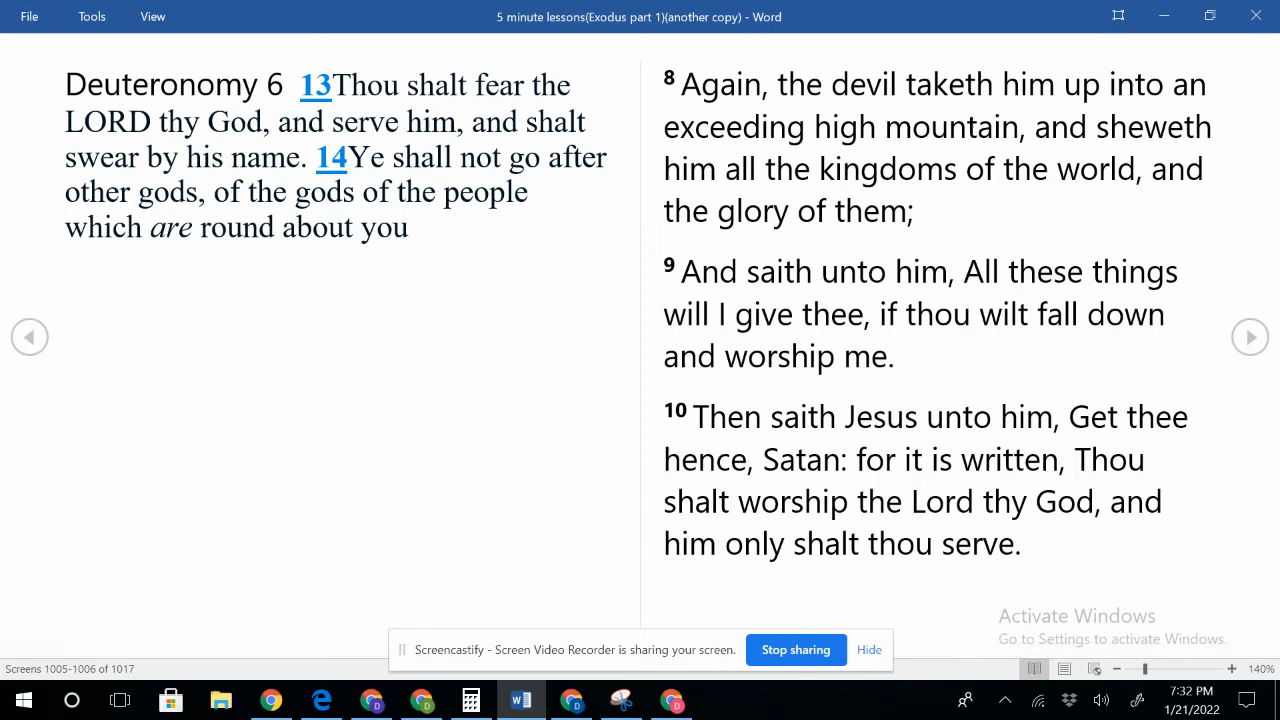 File Tools View 5 minute lessons(Exodus part 1)(another copy) - Word
Deuteronomy 6 13Thou shalt fear the
LORD thy God, and serve him, and shalt
swear by his name. 14Ye shall not go after
other gods, of the gods of the people
which are round about you
8 Again, the devil taketh him up into an
exceeding high mountain, and sheweth
him all the kingdoms of the world, and
the glory of them;
9 And saith unto him, All these things
will I give thee, if thou wilt fall down
and worship me.
10 Then saith Jesus unto him, Get thee
hence, Satan: for it is written, Thou
shalt worship the Lord thy God, and
him only shalt thou serve.
Activate Windows
Go to Settings to activate Windows.
Screencastify - Screen Video Recorder is sharing your screen. Stop sharing Hide
Screens 1005-1006 of 1017 140%
7:32 PM
1/21/2022